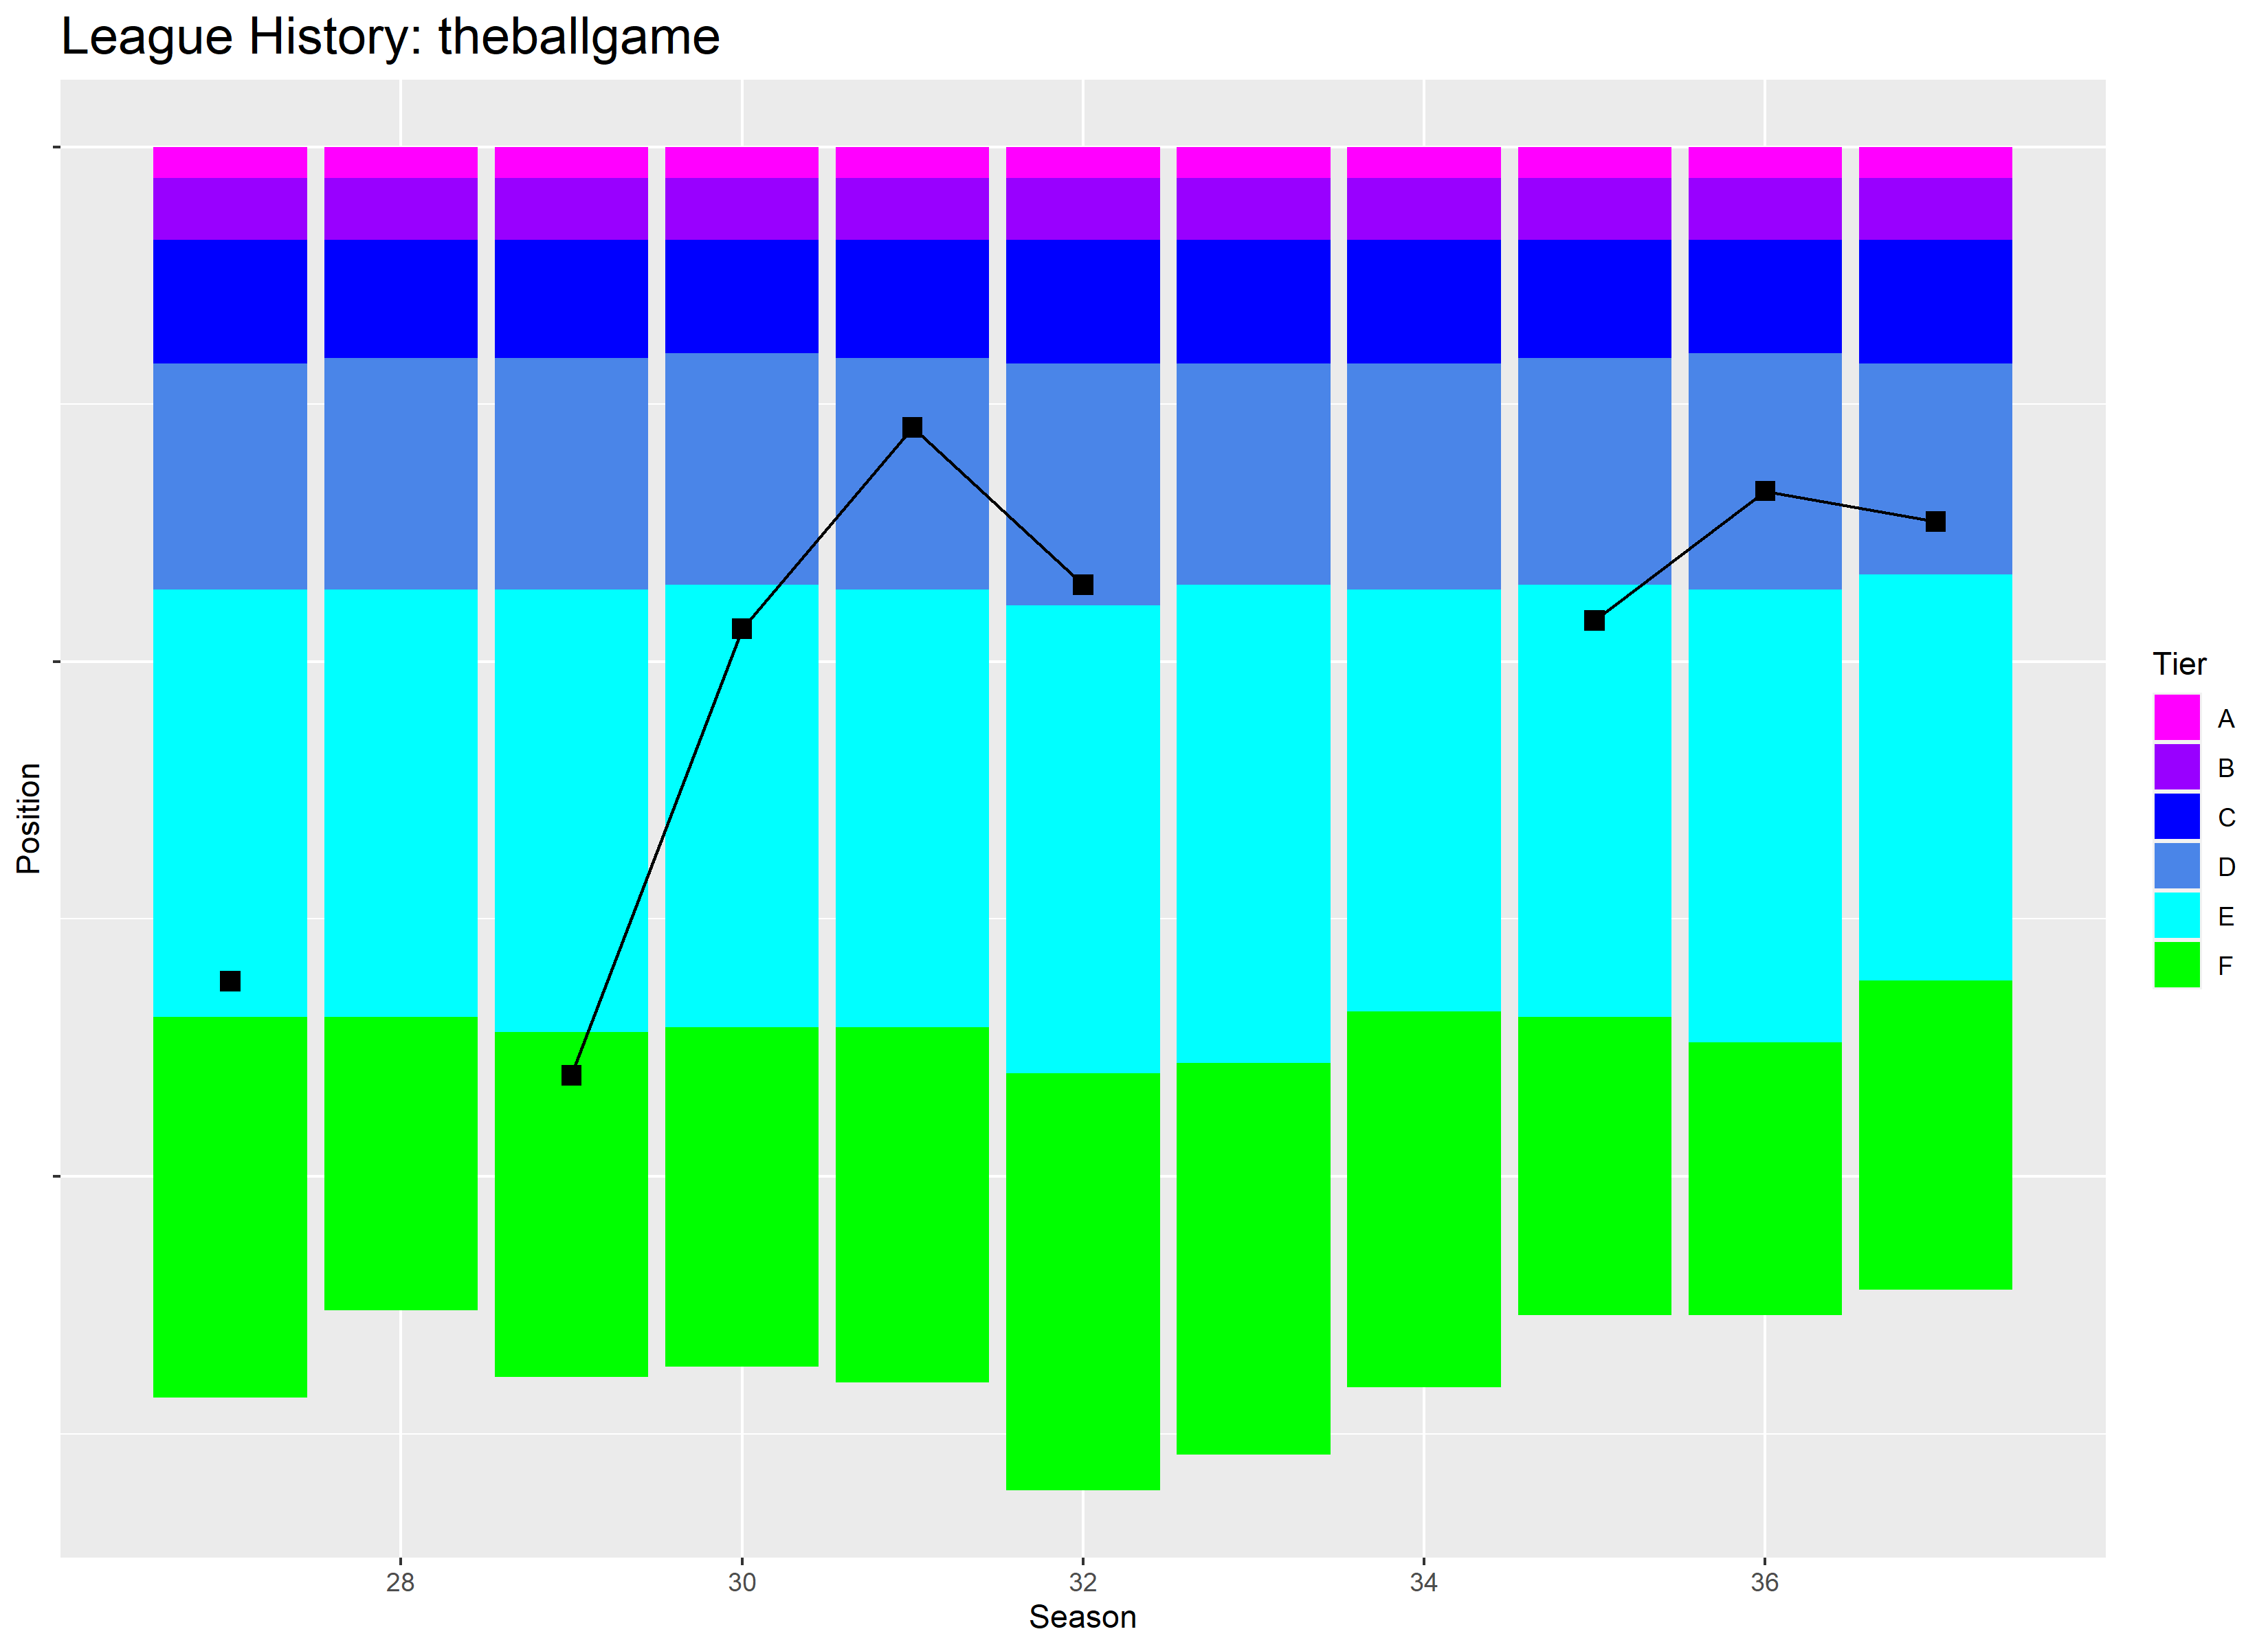 League History: theballgame
Position
28 30 32 34 36
Season
Tier
A
B
C
D
E
F